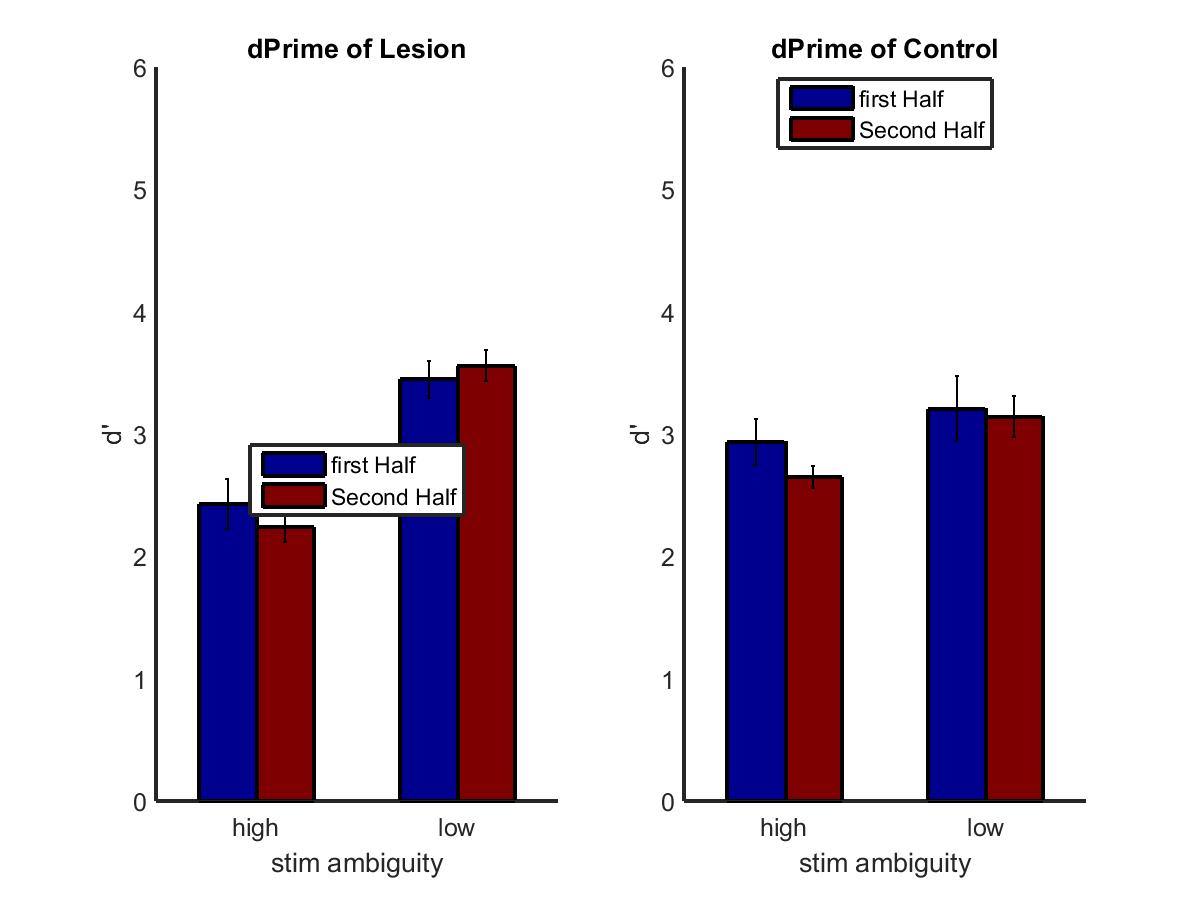 dPrime of Lesion
6
5
4
3
2
1
0
d'
first Half
Second Half
high
low
stim ambiguity
dPrime of Control
6
5
4
3
2
1
0
d'
first Half
Second Half
high
low
stim ambiguity